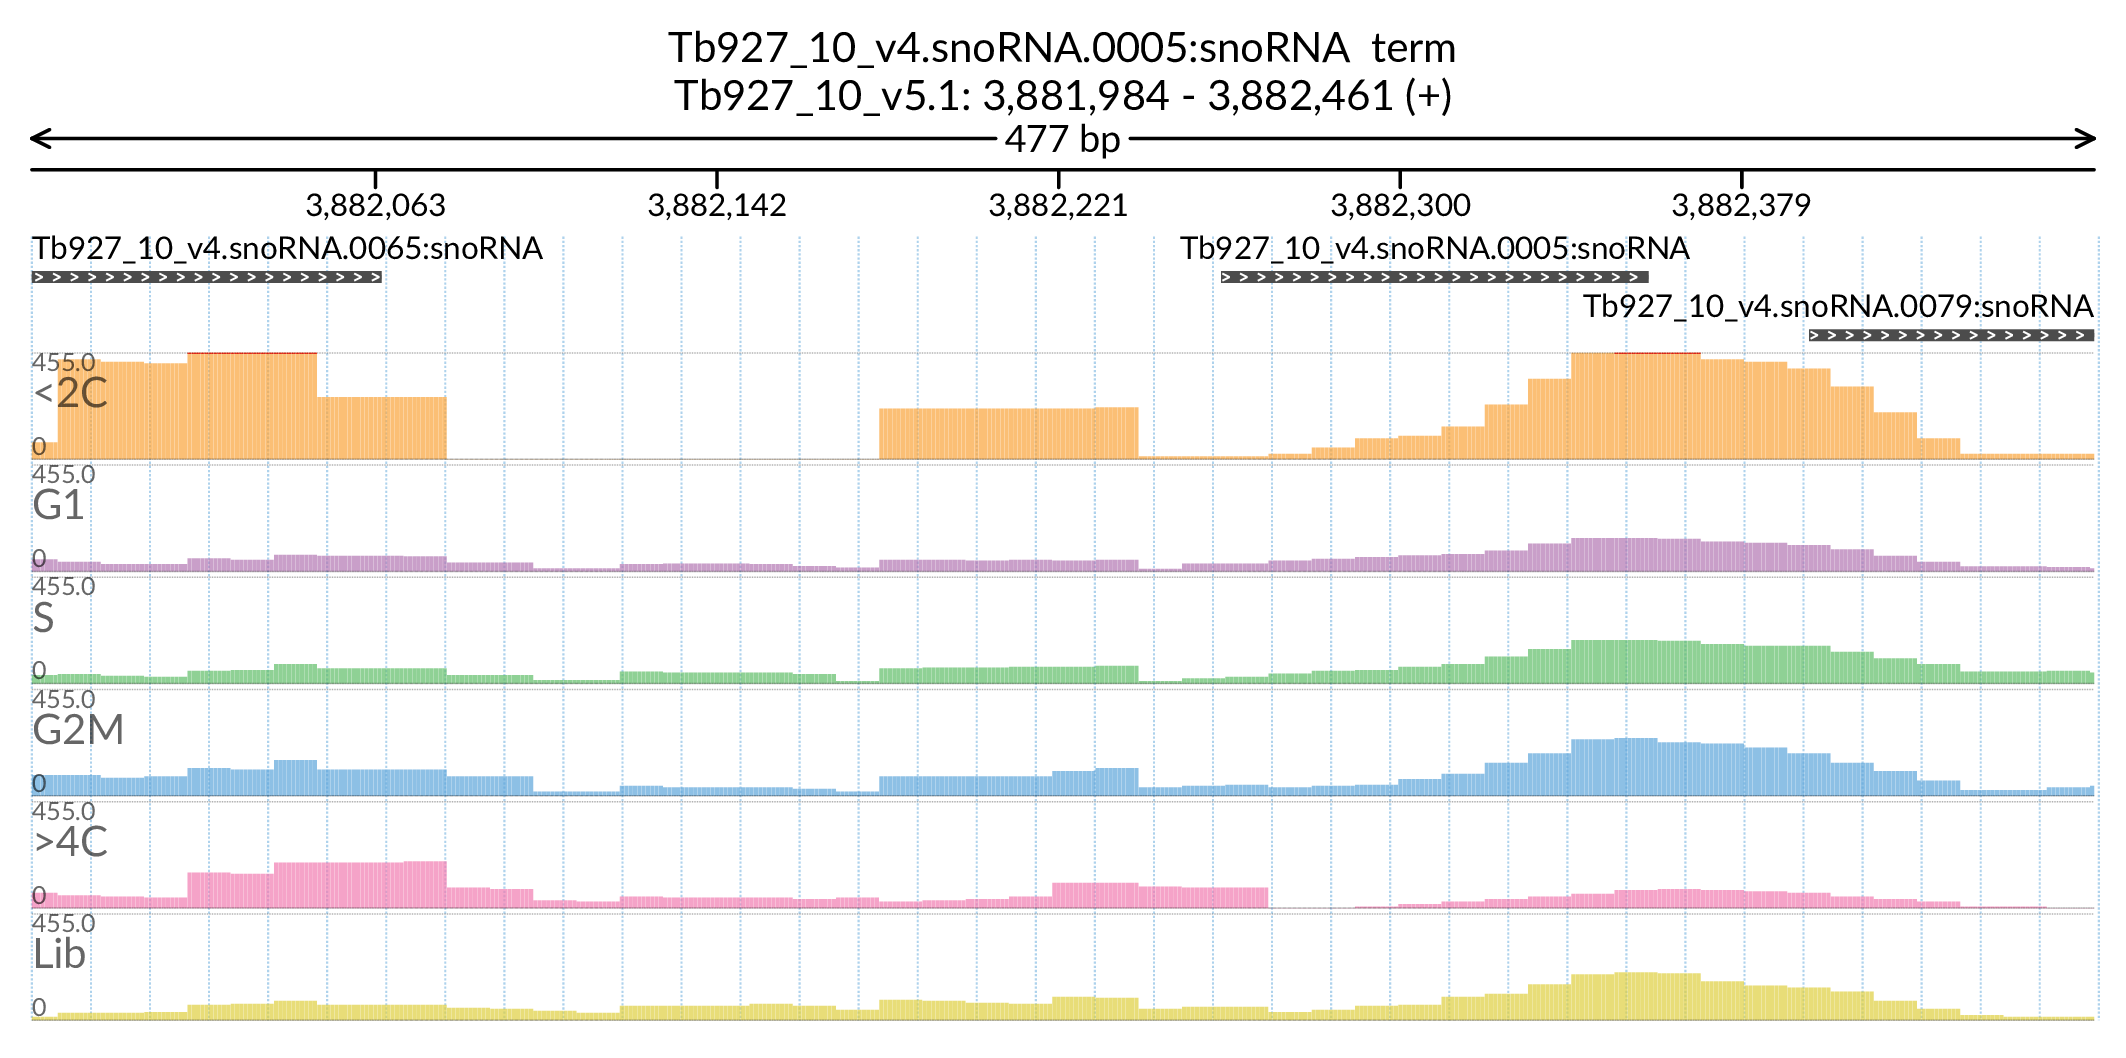 Tb927_10_v4.snoRNA.0005:snoRNA  term
Tb927_10_v5.1: 3,881,984 - 3,882,461 (+)
477 bp
3,882,063 3,882,142 3,882,221 3,882,300 3,882,379
Tb927_10_v4.snoRNA.0065:snoRNA Tb927_10_v4.snoRNA.0005:snoRNA
Tb927_10_v4.snoRNA.0079:snoRNA
455.0
<2C
0
455.0
G1
0
455.0
S
0
455.0
G2M
0
455.0
>4C
0
455.0
Lib
0